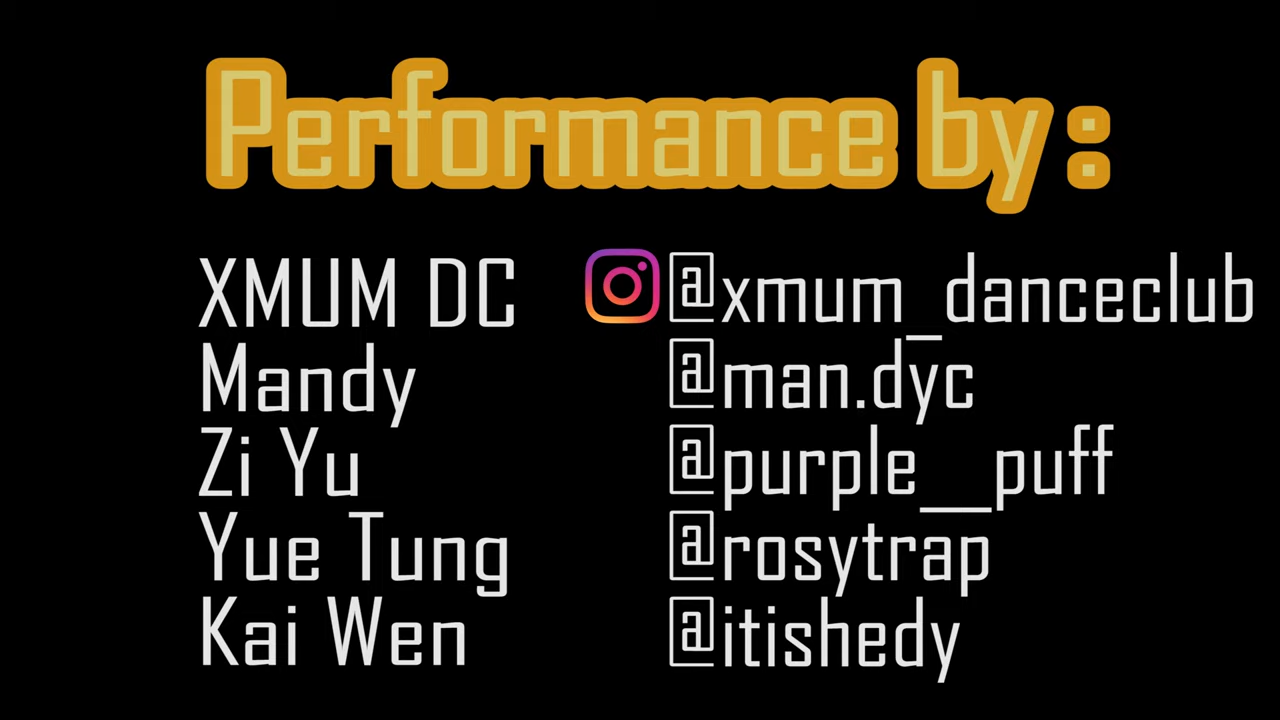 Performance by :
XMUM DC @xmum_danceclub
Mandy @man.dyc
Zi Yu @purple__puff
Yue Tung @rosytrap
Kai Wen @itishedy